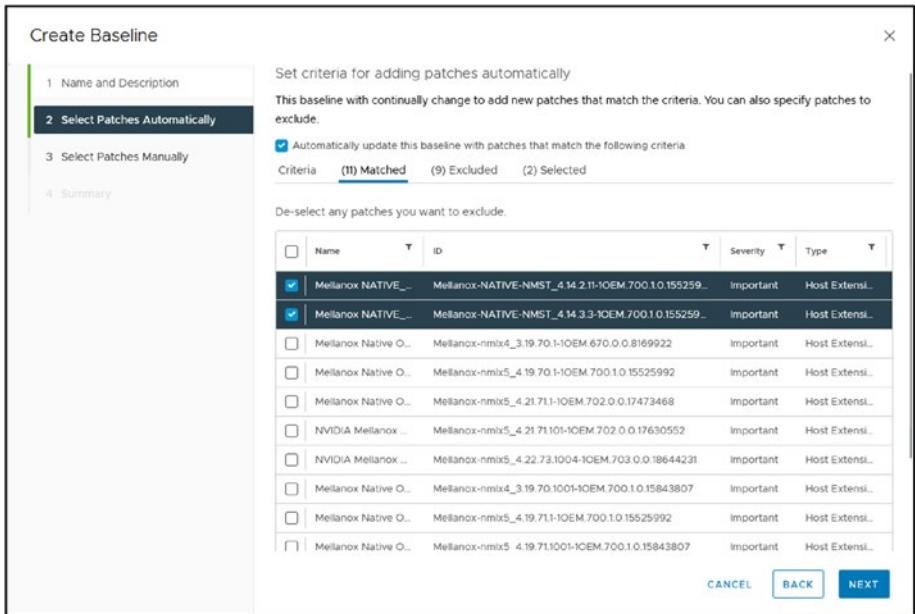 Create Baseline
1 Name and Description
2 Select Patches Automatically
3 Select Patches Manually
4 Summary
Set criteria for adding patches automatically
This baseline with continually change to add new patches that match the criteria. You can also specify patches to
exclude.
Automatically update this baseline with patches that match the following criteria
Criteria (11) Matched (9) Excluded (2) Selected
De-select any patches you want to exclude.
Name ID Severity Type
Mellanox NATIVE_... Mellanox-NATIVE-NMST_4.14.2.11-1OEM.700.1.0.155259... Important Host Extensi...
Mellanox NATIVE_... Mellanox-NATIVE-NMST_4.14.3.3-1OEM.700.1.0.155259... Important Host Extensi...
Mellanox Native O... Mellanox-nmlx4_3.19.70.1-1OEM.670.0.0.8169922 Important Host Extensi...
Mellanox Native O... Mellanox-nmlx5_4.19.70.1-1OEM.700.1.0.15525992 Important Host Extensi...
Mellanox Native O... Mellanox-nmlx5_4.21.71.1-1OEM.702.0.0.17473468 Important Host Extensi...
NVIDIA Mellanox ... Mellanox-nmlx5_4.21.71.101-1OEM.702.0.0.17630552 Important Host Extensi...
NVIDIA Mellanox ... Mellanox-nmlx5_4.22.73.1004-1OEM.703.0.0.18644231 Important Host Extensi...
Mellanox Native O... Mellanox-nmlx4_3.19.70.1001-1OEM.700.1.0.15843807 Important Host Extensi...
Mellanox Native O... Mellanox-nmlx5_4.19.71.1-1OEM.700.1.0.15525992 Important Host Extensi...
Mellanox Native O... Mellanox-nmlx5_4.19.71.1001-1OEM.700.1.0.15843807 Important Host Extensi...
CANCEL BACK NEXT